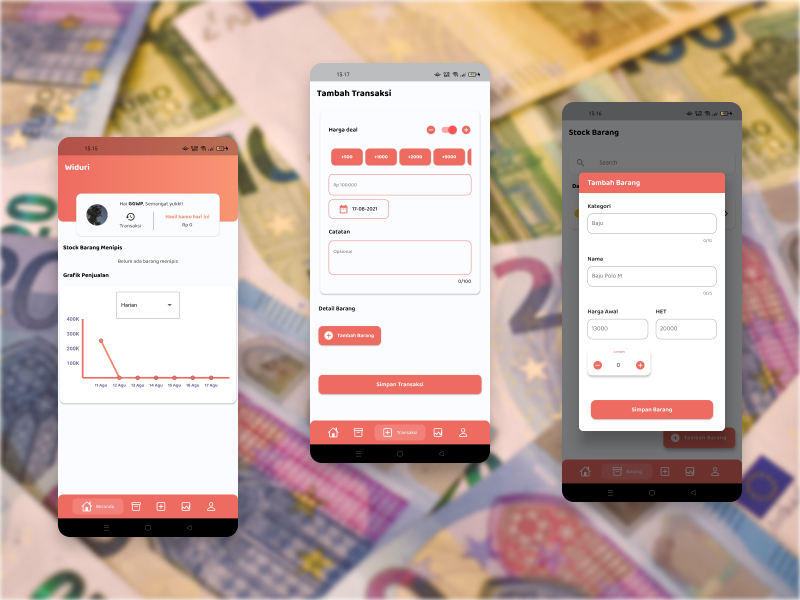 15.15
Widuri
Hai GGWP, Semangat yukk!!
Transaksi
Hasil kamu hari ini
Rp 0
Stock Barang Menipis
Belum ada barang menipis
Grafik Penjualan
Harian
400K
300K
200K
100K
11 Agu 12 Agu 13 Agu 14 Agu 15 Agu 16 Agu 17 Agu
Beranda
15.17
Tambah Transaksi
Harga deal
+500 +1000 +2000 +5000
Rp 100.000
17-08-2021
Catatan
Opsional
0/100
Detail Barang
Tambah Barang
Simpan Transaksi
Transaksi
15.16
Stock Barang
Search
Da
Tambah Barang
Kategori
Baju
0/10
Nama
Baju Polo M
0/25
Harga Awal HET
13000 20000
Jumlah
0
Simpan Barang
Tambah Barang
Barang